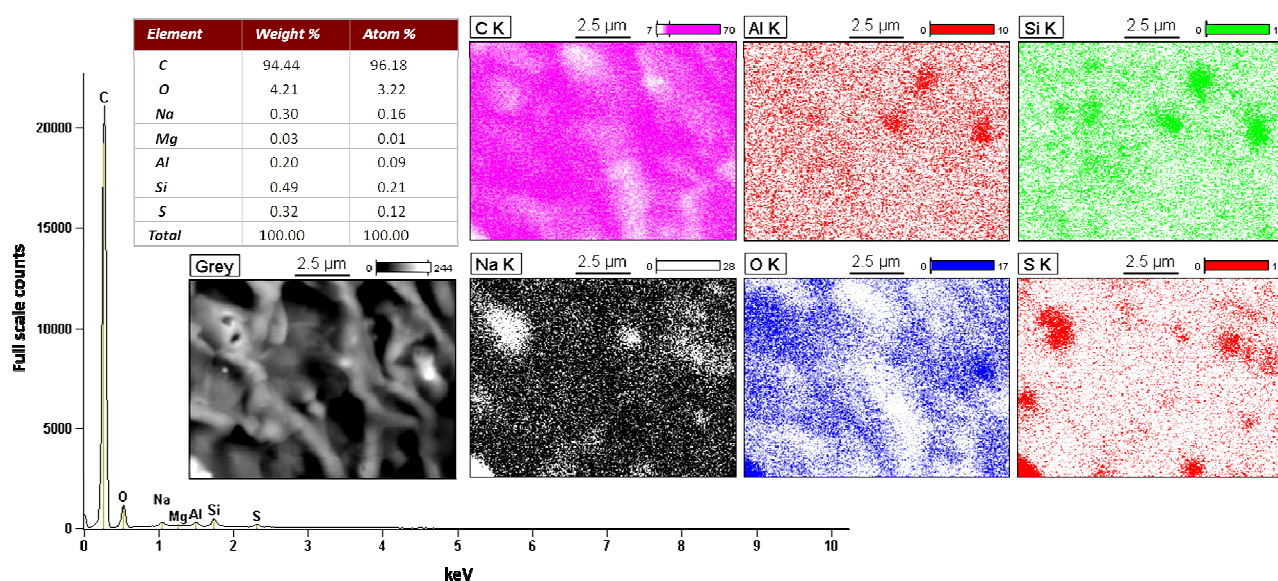 Element Weight % Atom %
C 94.44 96.18
O 4.21 3.22
Na 0.30 0.16
Mg 0.03 0.01
Al 0.20 0.09
Si 0.49 0.21
S 0.32 0.12
Total 100.00 100.00
C K 2.5 µm 7 70
Al K 2.5 µm 0 10
Si K 2.5 µm 0 1
Grey 2.5 µm 0 244
Na K 2.5 µm 0 28
O K 2.5 µm 0 17
S K 2.5 µm 0 1
Full scale counts
20000
15000
10000
5000
0
C
O
Na
Mg
Al
Si
S
0 1 2 3 4 5 6 7 8 9 10
keV